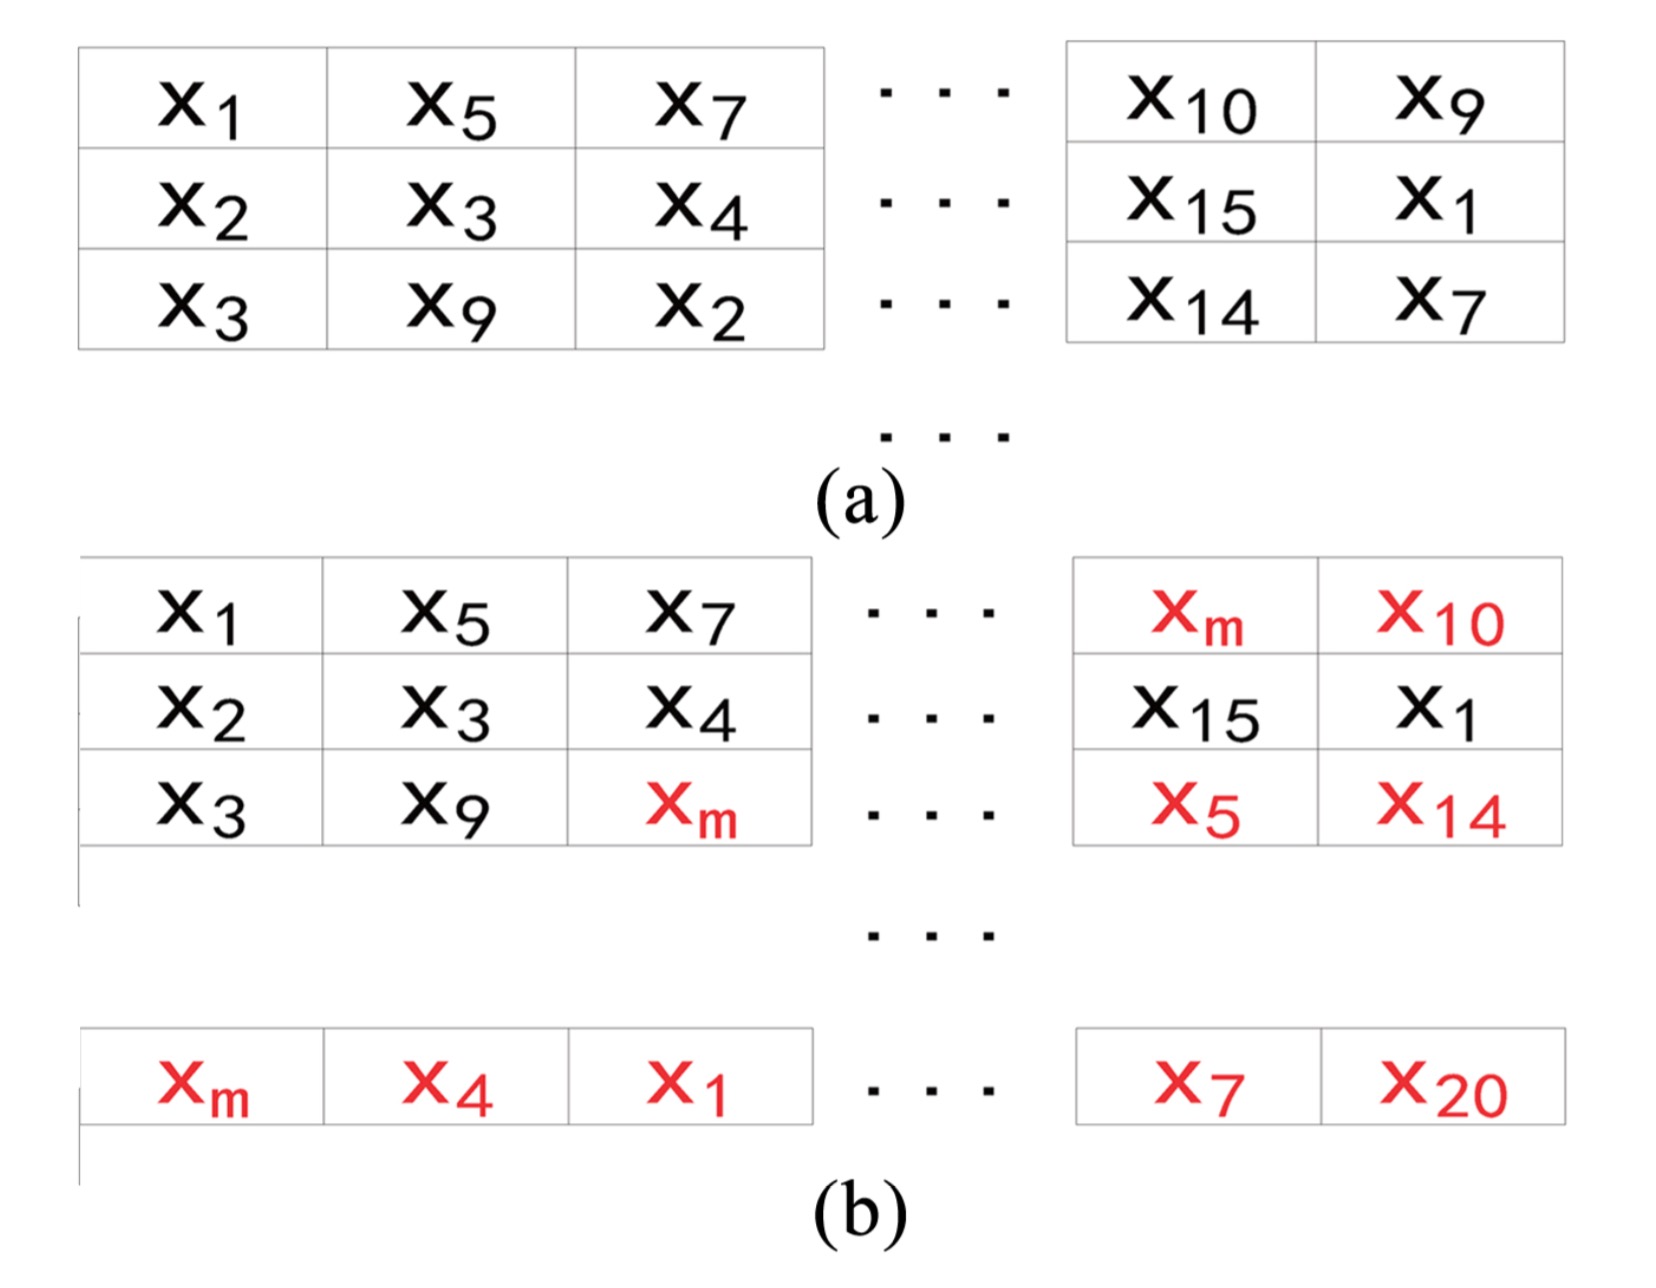 x1 x5 x7 . . . x10 x9
x2 x3 x4 . . . x15 x1
x3 x9 x2 . . . x14 x7
. . .
(a)
x1 x5 x7 . . . xm x10
x2 x3 x4 . . . x15 x1
x3 x9 xm . . . x5 x14
. . .
xm x4 x1 . . . x7 x20
(b)